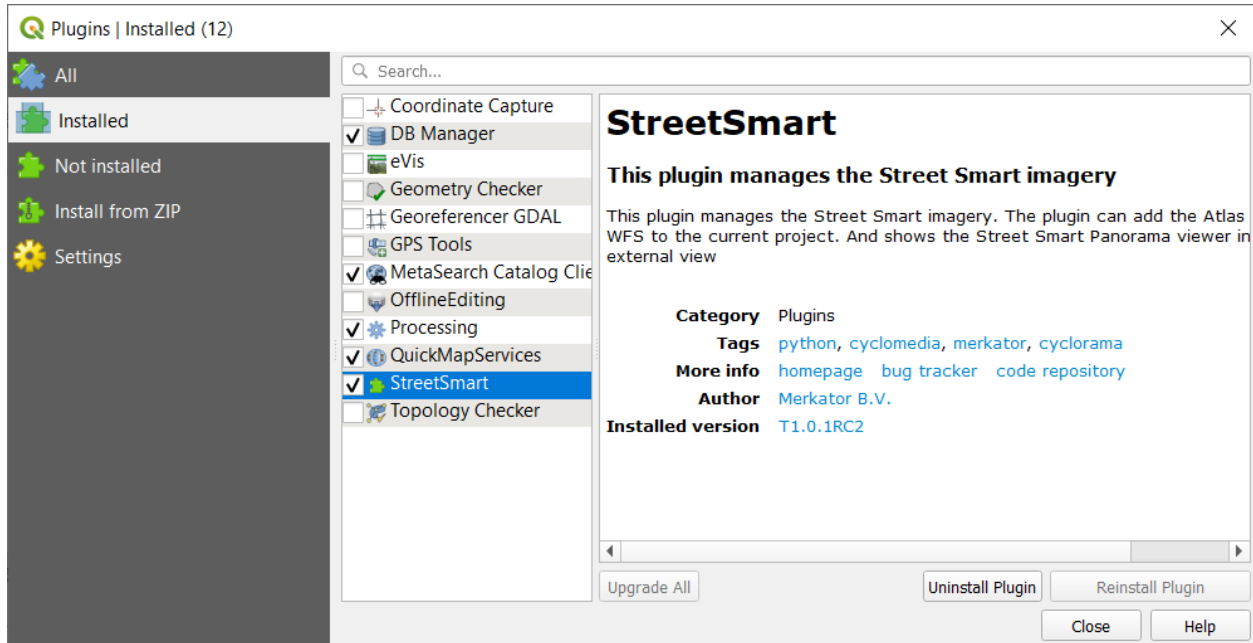 Plugins | Installed (12)
All
Installed
Not installed
Install from ZIP
Settings
Search...
Coordinate Capture
DB Manager
eVis
Geometry Checker
Georeferencer GDAL
GPS Tools
MetaSearch Catalog Clie
OfflineEditing
Processing
QuickMapServices
StreetSmart
Topology Checker
StreetSmart
This plugin manages the Street Smart imagery
This plugin manages the Street Smart imagery. The plugin can add the Atlas
WFS to the current project. And shows the Street Smart Panorama viewer in
external view
Category Plugins
Tags python, cyclomedia, merkator, cyclorama
More info homepage bug tracker code repository
Author Merkator B.V.
Installed version T1.0.1RC2
Upgrade All Uninstall Plugin Reinstall Plugin
Close Help